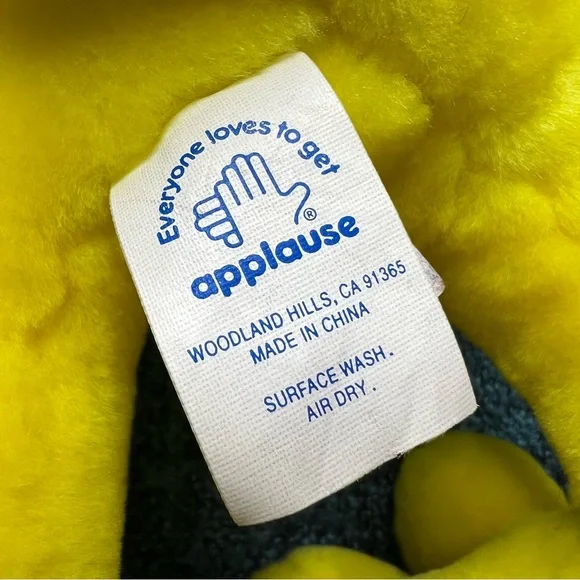 Everyone loves to get
®
applause
WOODLAND HILLS, CA 91365
MADE IN CHINA
SURFACE WASH.
AIR DRY.